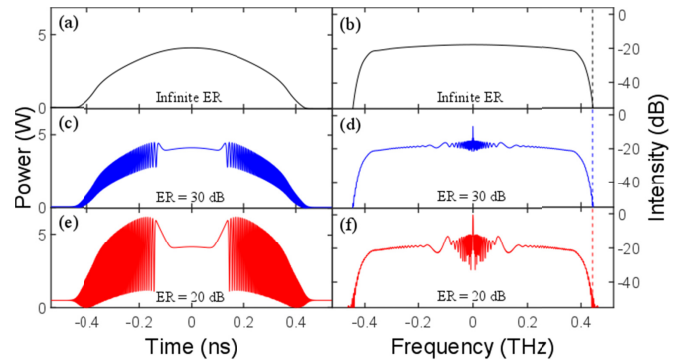 (a)
5
0
Infinite ER
(b)
0
-20
-40
Infinite ER
(c)
5
0
ER = 30 dB
(d)
0
-20
-40
ER = 30 dB
(e)
5
0
ER = 20 dB
(f)
0
-20
-40
ER = 20 dB
Power (W)
Intensity (dB)
-0.4 -0.2 0 0.2 0.4
-0.4 -0.2 0 0.2 0.4
Time (ns)
Frequency (THz)